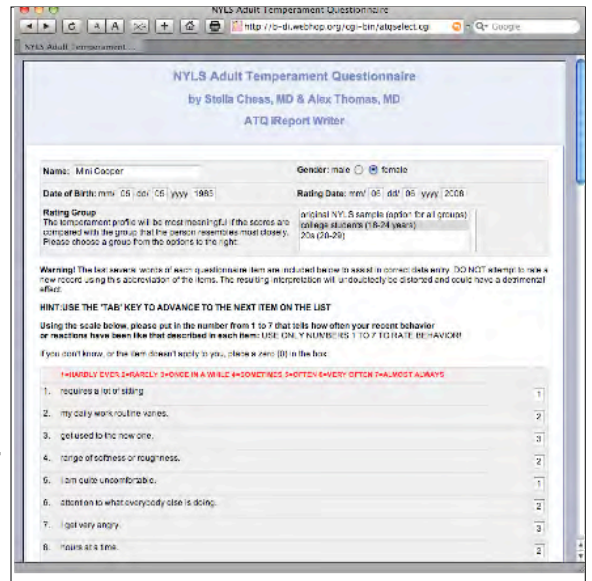 NYLS Adult Temperament Questionnaire
http://b-di.webhop.org/cgi-bin/atqselect.cgi
Google
NYLS Adult Temperament ...
NYLS Adult Temperament Questionnaire
by Stella Chess, MD & Alex Thomas, MD
ATQ iReport Writer
Name: Mini Cooper Gender: male female
Date of Birth: mm/ 05 dd/ 05 yyyy 1985 Rating Date: mm/ 06 dd/ 06 yyyy 2008
Rating Group
The temperament profile will be most meaningful if the scores are
compared with the group that the person resembles most closely.
Please choose a group from the options to the right.
original NYLS sample (option for all groups)
college students (18-24 years)
20s (20-29)
Warning! The last several words of each questionnaire item are included below to assist in correct data entry. DO NOT attempt to rate a
new record using this abbreviation of the items. The resulting interpretation will undoubtedly be distorted and could have a detrimental
effect.
HINT:USE THE 'TAB' KEY TO ADVANCE TO THE NEXT ITEM ON THE LIST
Using the scale below, please put in the number from 1 to 7 that tells how often your recent behavior
or reactions have been like that described in each item: USE ONLY NUMBERS 1 TO 7 TO RATE BEHAVIOR!
If you don't know, or the item doesn't apply to you, place a zero (0) in the box
1=HARDLY EVER 2=RARELY 3=ONCE IN A WHILE 4=SOMETIMES 5=OFTEN 6=VERY OFTEN 7=ALMOST ALWAYS
1. requires a lot of sitting 1
2. my daily work routine varies. 2
3. get used to the new one. 3
4. range of softness or roughness. 2
5. I am quite uncomfortable. 1
6. attention to what everybody else is doing. 2
7. I get very angry. 3
8. hours at a time. 2